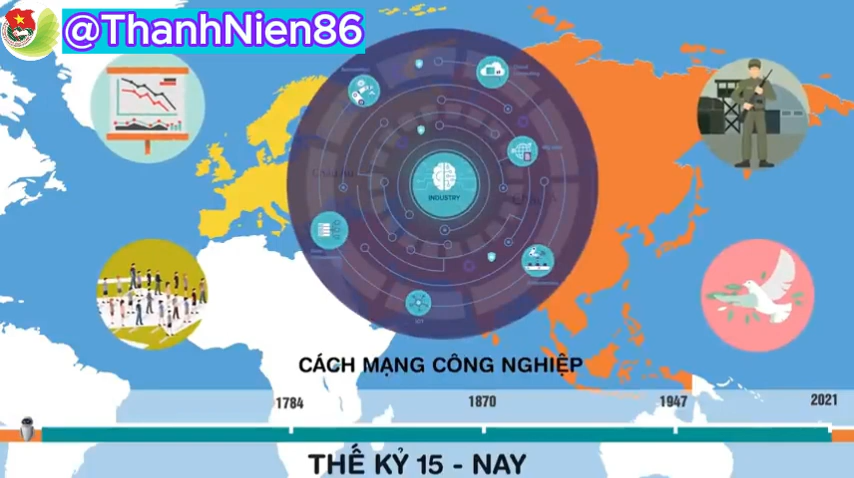 @ThanhNien86
INDUSTRY
CÁCH MẠNG CÔNG NGHIỆP
1784
1870
1947
2021
THẾ KỶ 15 - NAY